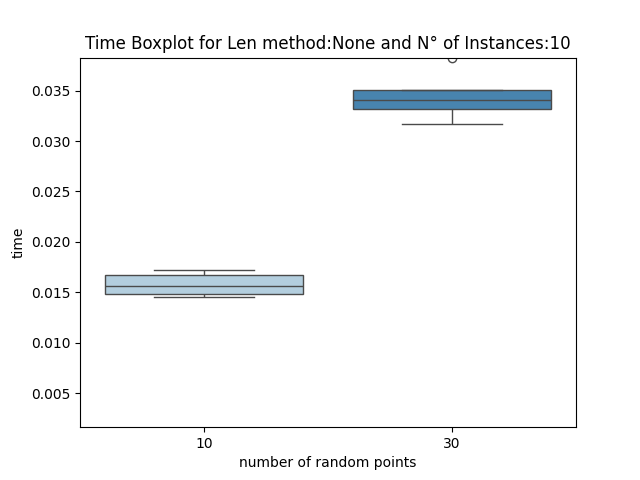 Time Boxplot for Len method:None and N° of Instances:10
0.035
0.030
0.025
0.020
0.015
0.010
0.005
time
10 30
number of random points